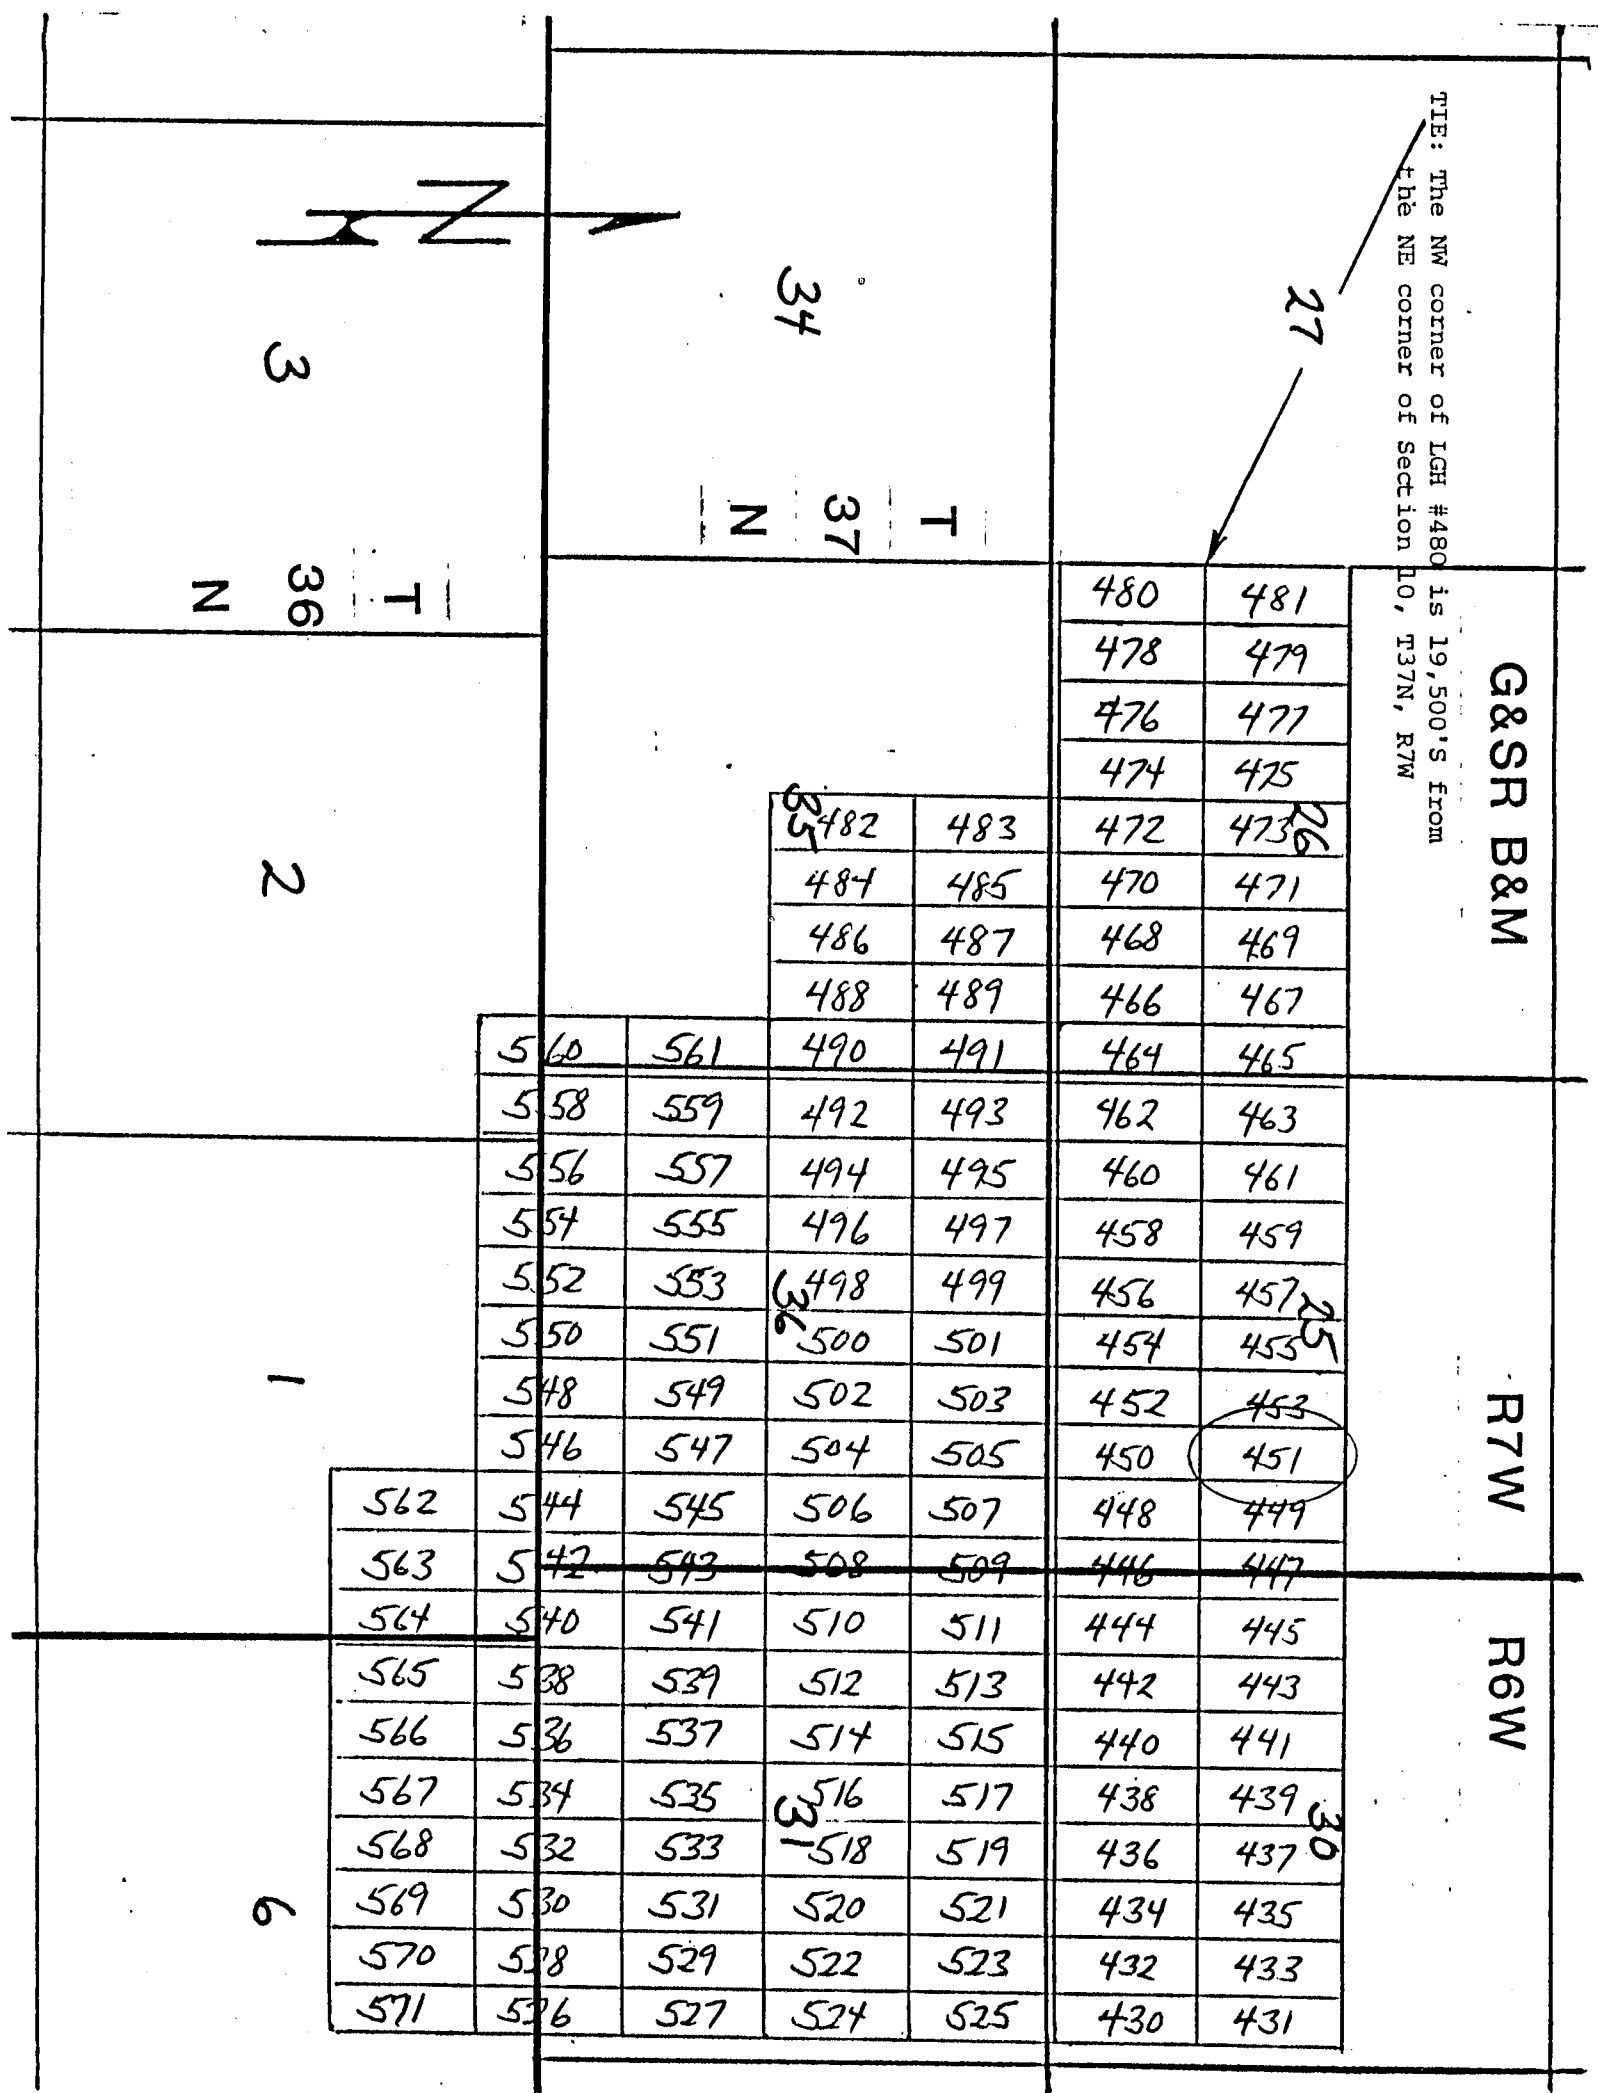 TIE: The NW corner of LGH #480 is 19,500'S from
the NE corner of Section 10, T37N, R7W
G&SR B&M
R7W
R6W
27
34
3
N
T
37
N
T
36
N
2
1
6
35
26
36
25
31
30
480 481
478 479
476 477
474 475
482 483 472 473
484 485 470 471
486 487 468 469
488 489 466 467
560 561 490 491 464 465
558 559 492 493 462 463
556 557 494 495 460 461
554 555 496 497 458 459
552 553 498 499 456 457
550 551 500 501 454 455
548 549 502 503 452 453
546 547 504 505 450 451
562 544 545 506 507 448 449
563 542 543 508 509 446 447
564 540 541 510 511 444 445
565 538 539 512 513 442 443
566 536 537 514 515 440 441
567 534 535 516 517 438 439
568 532 533 518 519 436 437
569 530 531 520 521 434 435
570 528 529 522 523 432 433
571 526 527 524 525 430 431